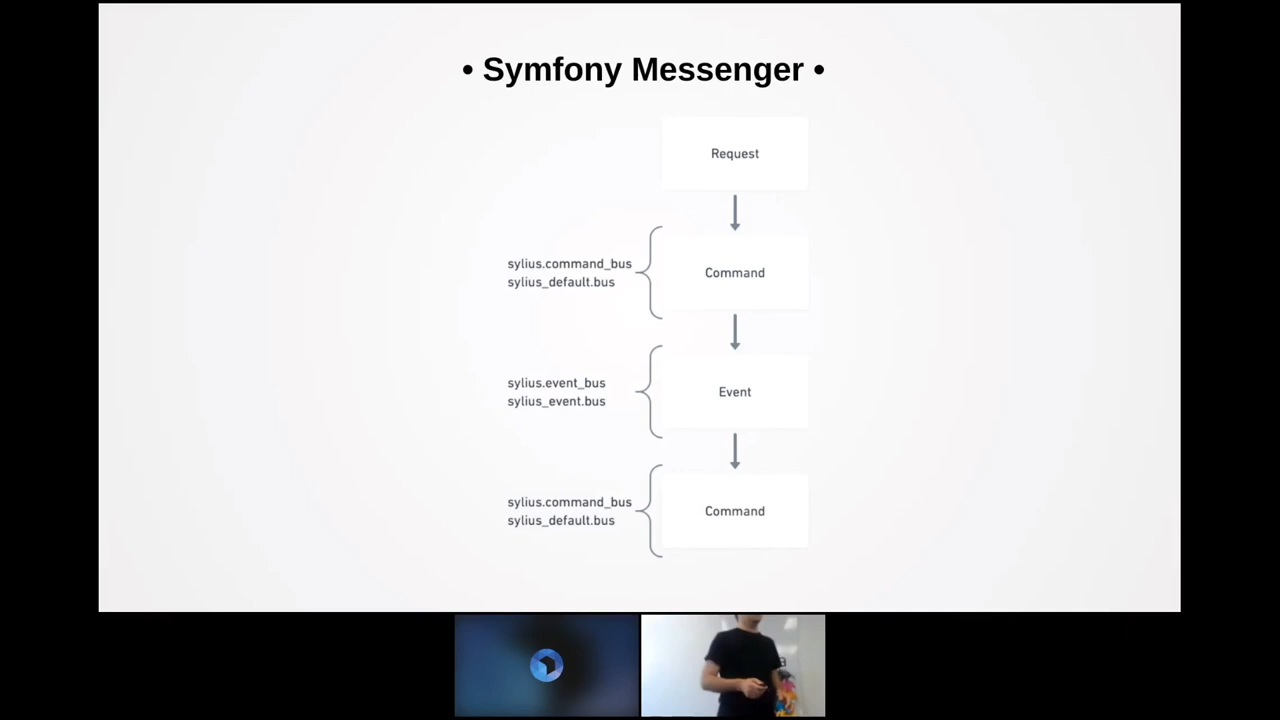 • Symfony Messenger •
Request
sylius.command_bus
sylius_default.bus
Command
sylius.event_bus
sylius_event.bus
Event
sylius.command_bus
sylius_default.bus
Command